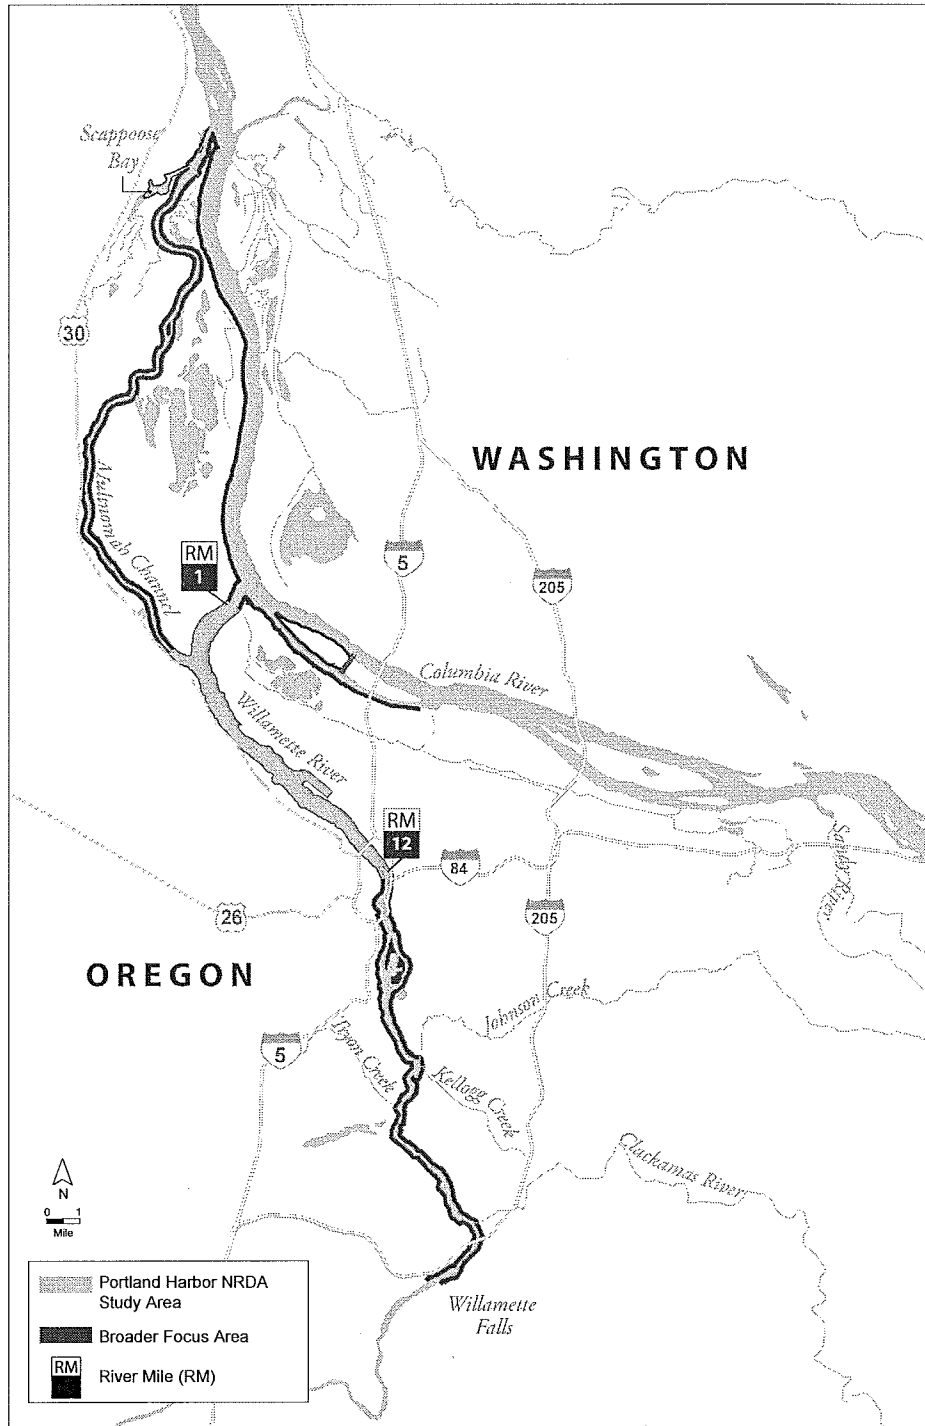 Scappoose
Bay
30
WASHINGTON
Multnomah Channel
RM
1
5
205
Columbia River
Willamette River
RM
12
84
Sandy River
26
205
OREGON
Johnson Creek
5
Tryon Creek
Kellogg Creek
Clackamas River
N
0 1
Mile
Portland Harbor NRDA
Study Area
Broader Focus Area
RM
River Mile (RM)
Willamette
Falls